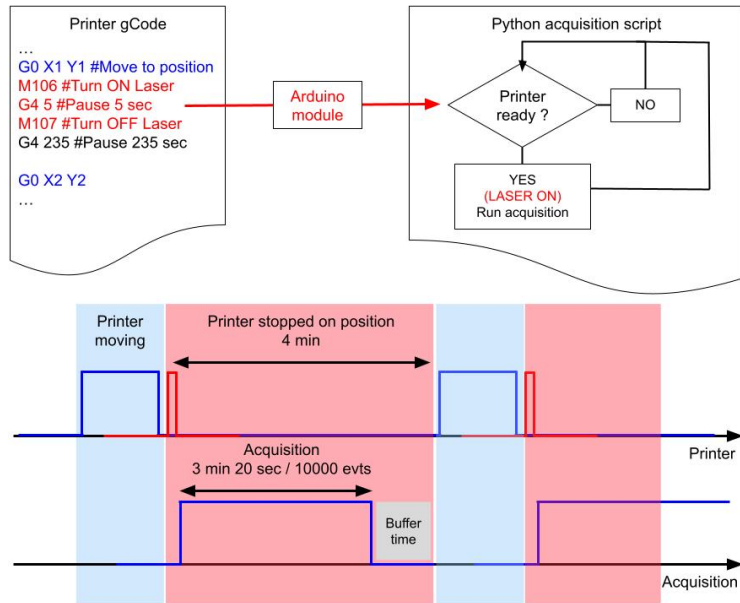 Printer gCode
...
G0 X1 Y1 #Move to position
M106 #Turn ON Laser
G4 5 #Pause 5 sec
M107 #Turn OFF Laser
G4 235 #Pause 235 sec
G0 X2 Y2
...
Arduino
module
Python acquisition script
Printer
ready ?
NO
YES
(LASER ON)
Run acquisition
Printer
moving
Printer stopped on position
4 min
Printer
Acquisition
3 min 20 sec / 10000 evts
Buffer
time
Acquisition